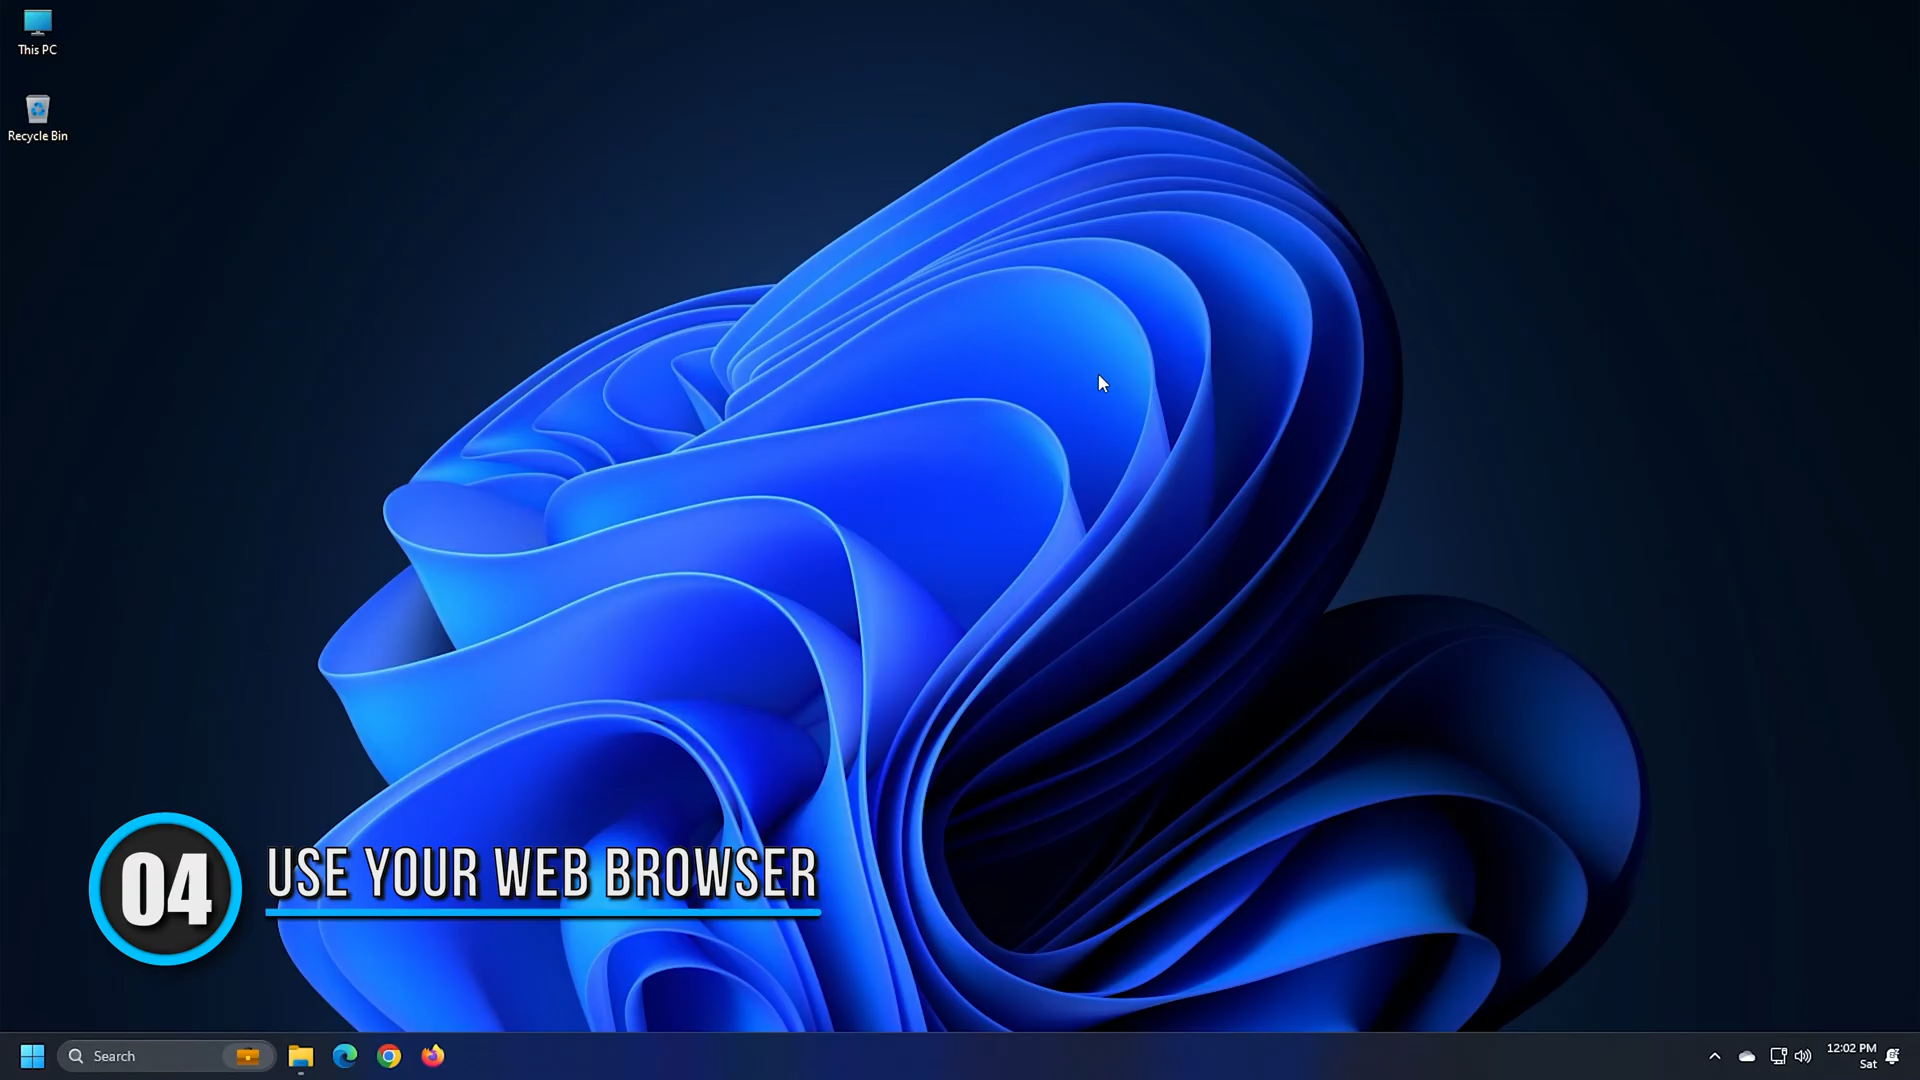 This PC
Recycle Bin
04
USE YOUR WEB BROWSER
Search
12:02 PM
Sat